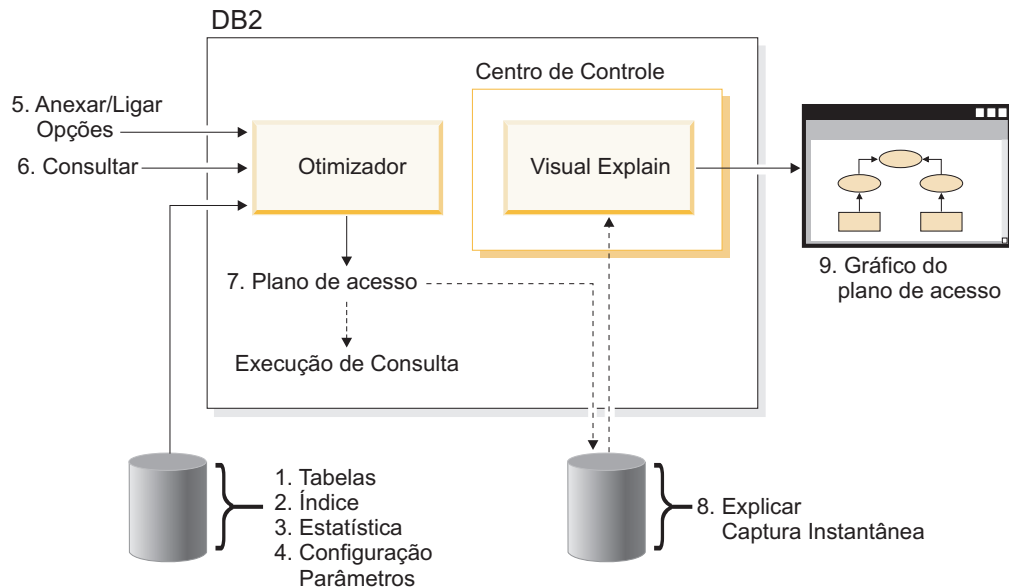 DB2
Centro de Controle
5. Anexar/Ligar
Opções
6. Consultar
Otimizador
Visual Explain
7. Plano de acesso
Execução de Consulta
9. Gráfico do
plano de acesso
1. Tabelas
2. Índice
3. Estatística
4. Configuração
Parâmetros
8. Explicar
Captura Instantânea